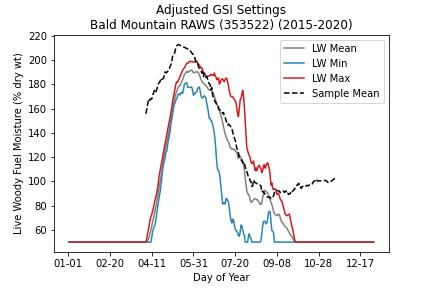 Adjusted GSI Settings
Bald Mountain RAWS (353522) (2015-2020)
Live Woody Fuel Moisture (% dry wt)
220
200
180
160
140
120
100
80
60
LW Mean
LW Min
LW Max
Sample Mean
01-01 02-20 04-11 05-31 07-20 09-08 10-28 12-17
Day of Year